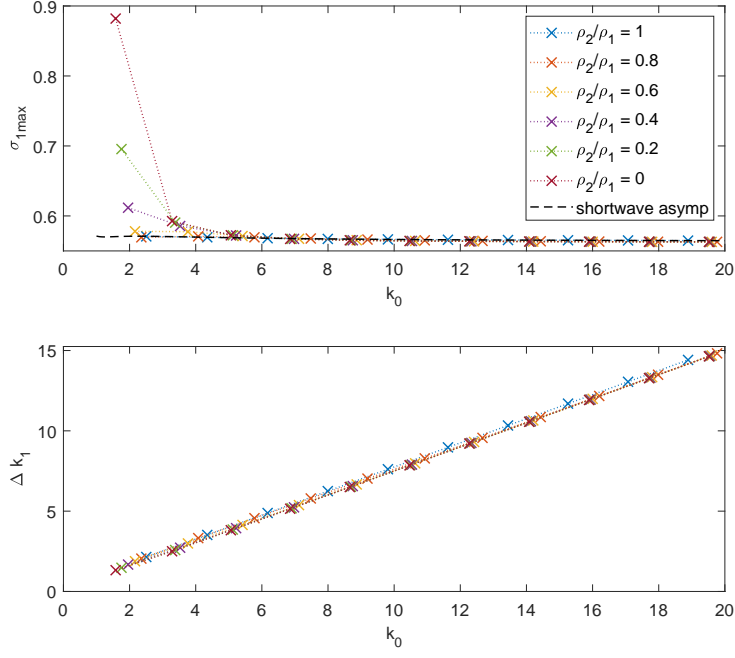 0.9
0.8
0.7
0.6
σ1max
0 2 4 6 8 10 12 14 16 18 20
k0
ρ2/ρ1 = 1
ρ2/ρ1 = 0.8
ρ2/ρ1 = 0.6
ρ2/ρ1 = 0.4
ρ2/ρ1 = 0.2
ρ2/ρ1 = 0
shortwave asymp
15
10
5
0
Δ k1
0 2 4 6 8 10 12 14 16 18 20
k0